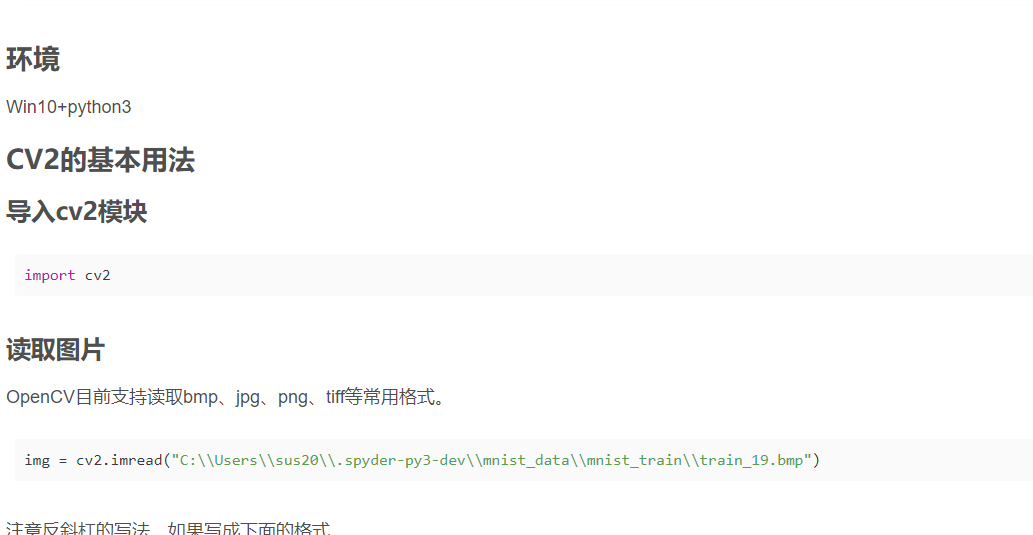 环境
Win10+python3
CV2的基本用法
导入cv2模块
import cv2
读取图片
OpenCV目前支持读取bmp、jpg、png、tiff等常用格式。
img = cv2.imread("C:\\Users\\sus20\\.spyder-py3-dev\\mnist_data\\mnist_train\\train_19.bmp")
注意反斜杠的写法，如果写成下面的格式